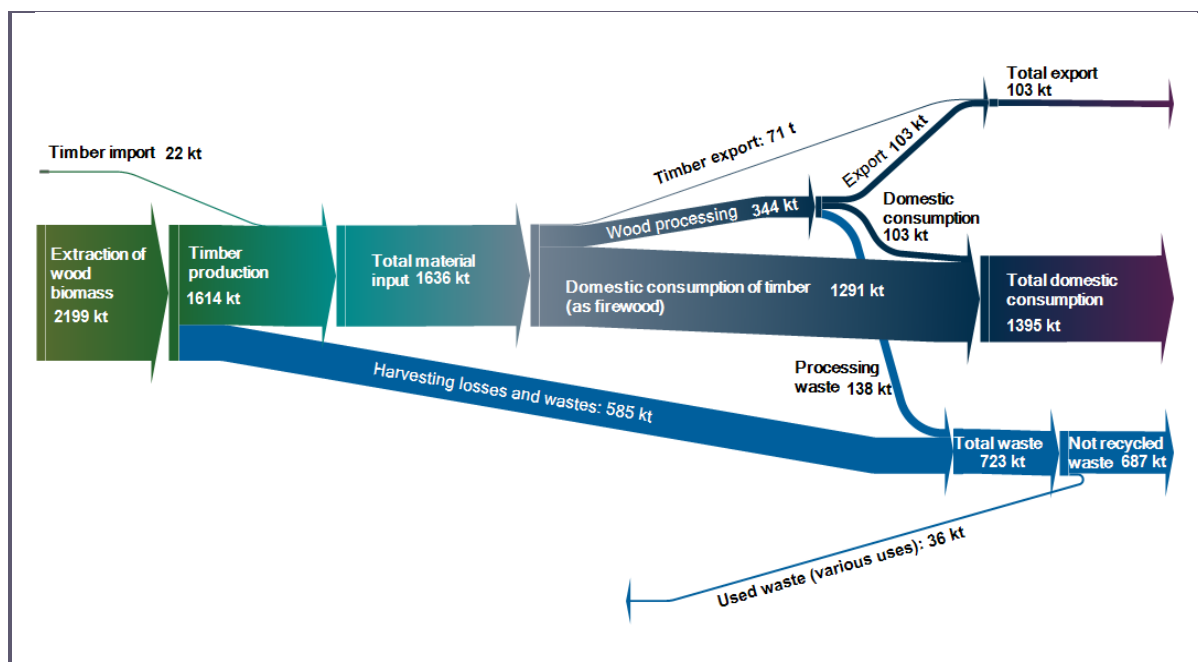 Total export
103 kt
Timber import 22 kt
Timber export: 71 t
Export 103 kt
Wood processing 344 kt
Domestic
consumption
103 kt
Extraction of
wood
biomass
2199 kt
Timber
production
1614 kt
Total material
input 1636 kt
Domestic consumption of timber 1291 kt
(as firewood)
Total domestic
consumption
1395 kt
Harvesting losses and wastes: 585 kt
Processing
waste 138 kt
Total waste
723 kt
Not recycled
waste 687 kt
Used waste (various uses): 36 kt